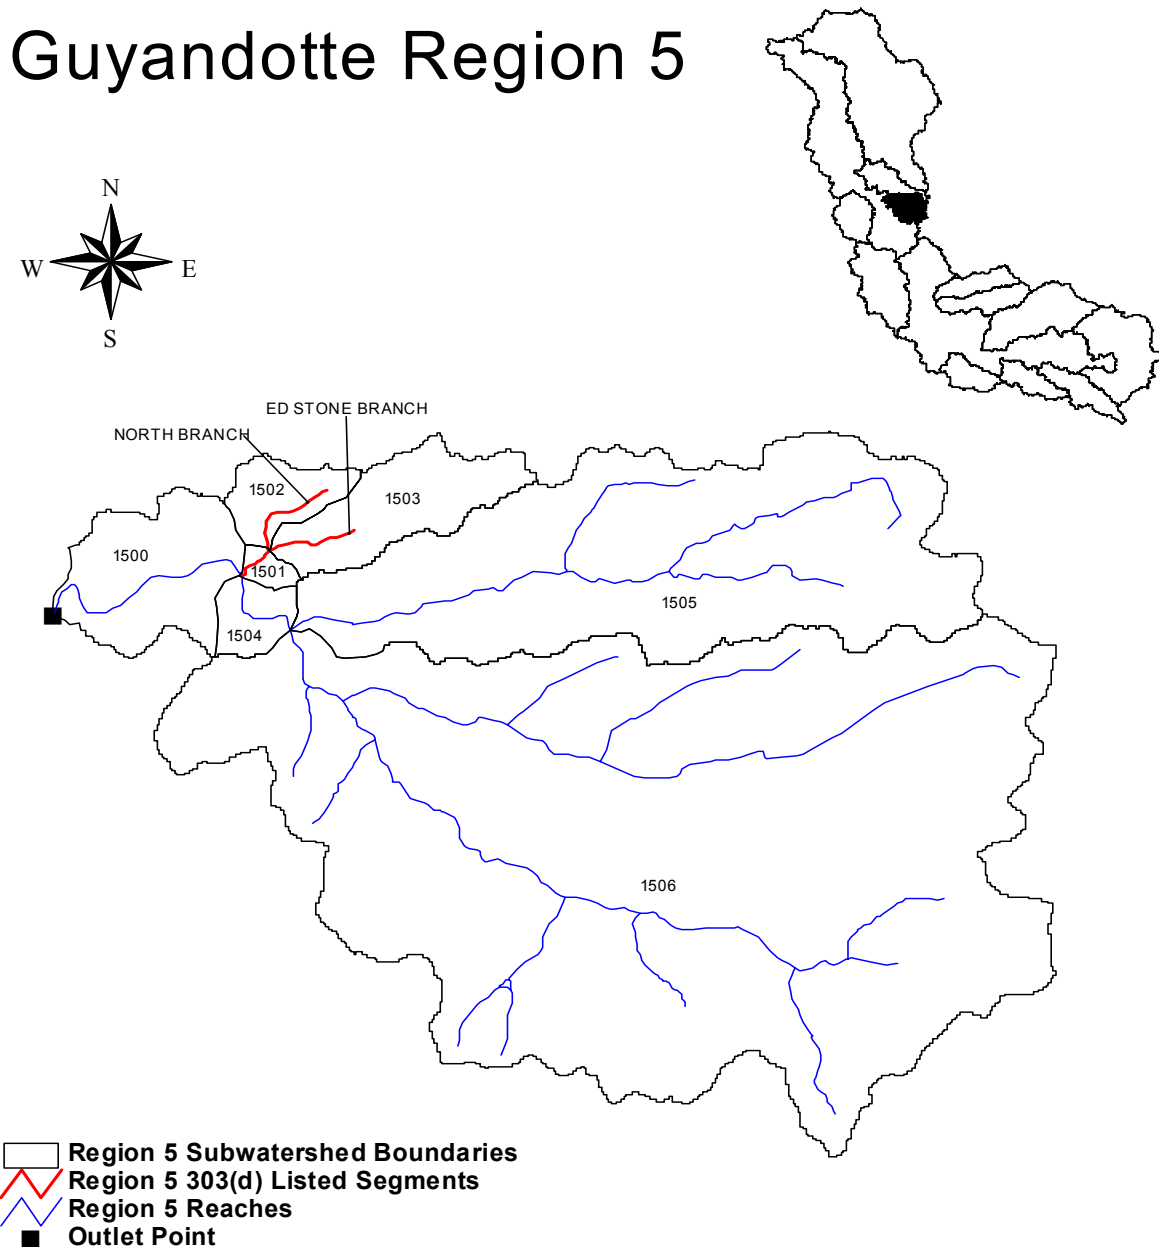 Guyandotte Region 5
N
W E
S
ED STONE BRANCH
NORTH BRANCH
1502
1503
1500
1501
1505
1504
1506
Region 5 Subwatershed Boundaries
Region 5 303(d) Listed Segments
Region 5 Reaches
Outlet Point